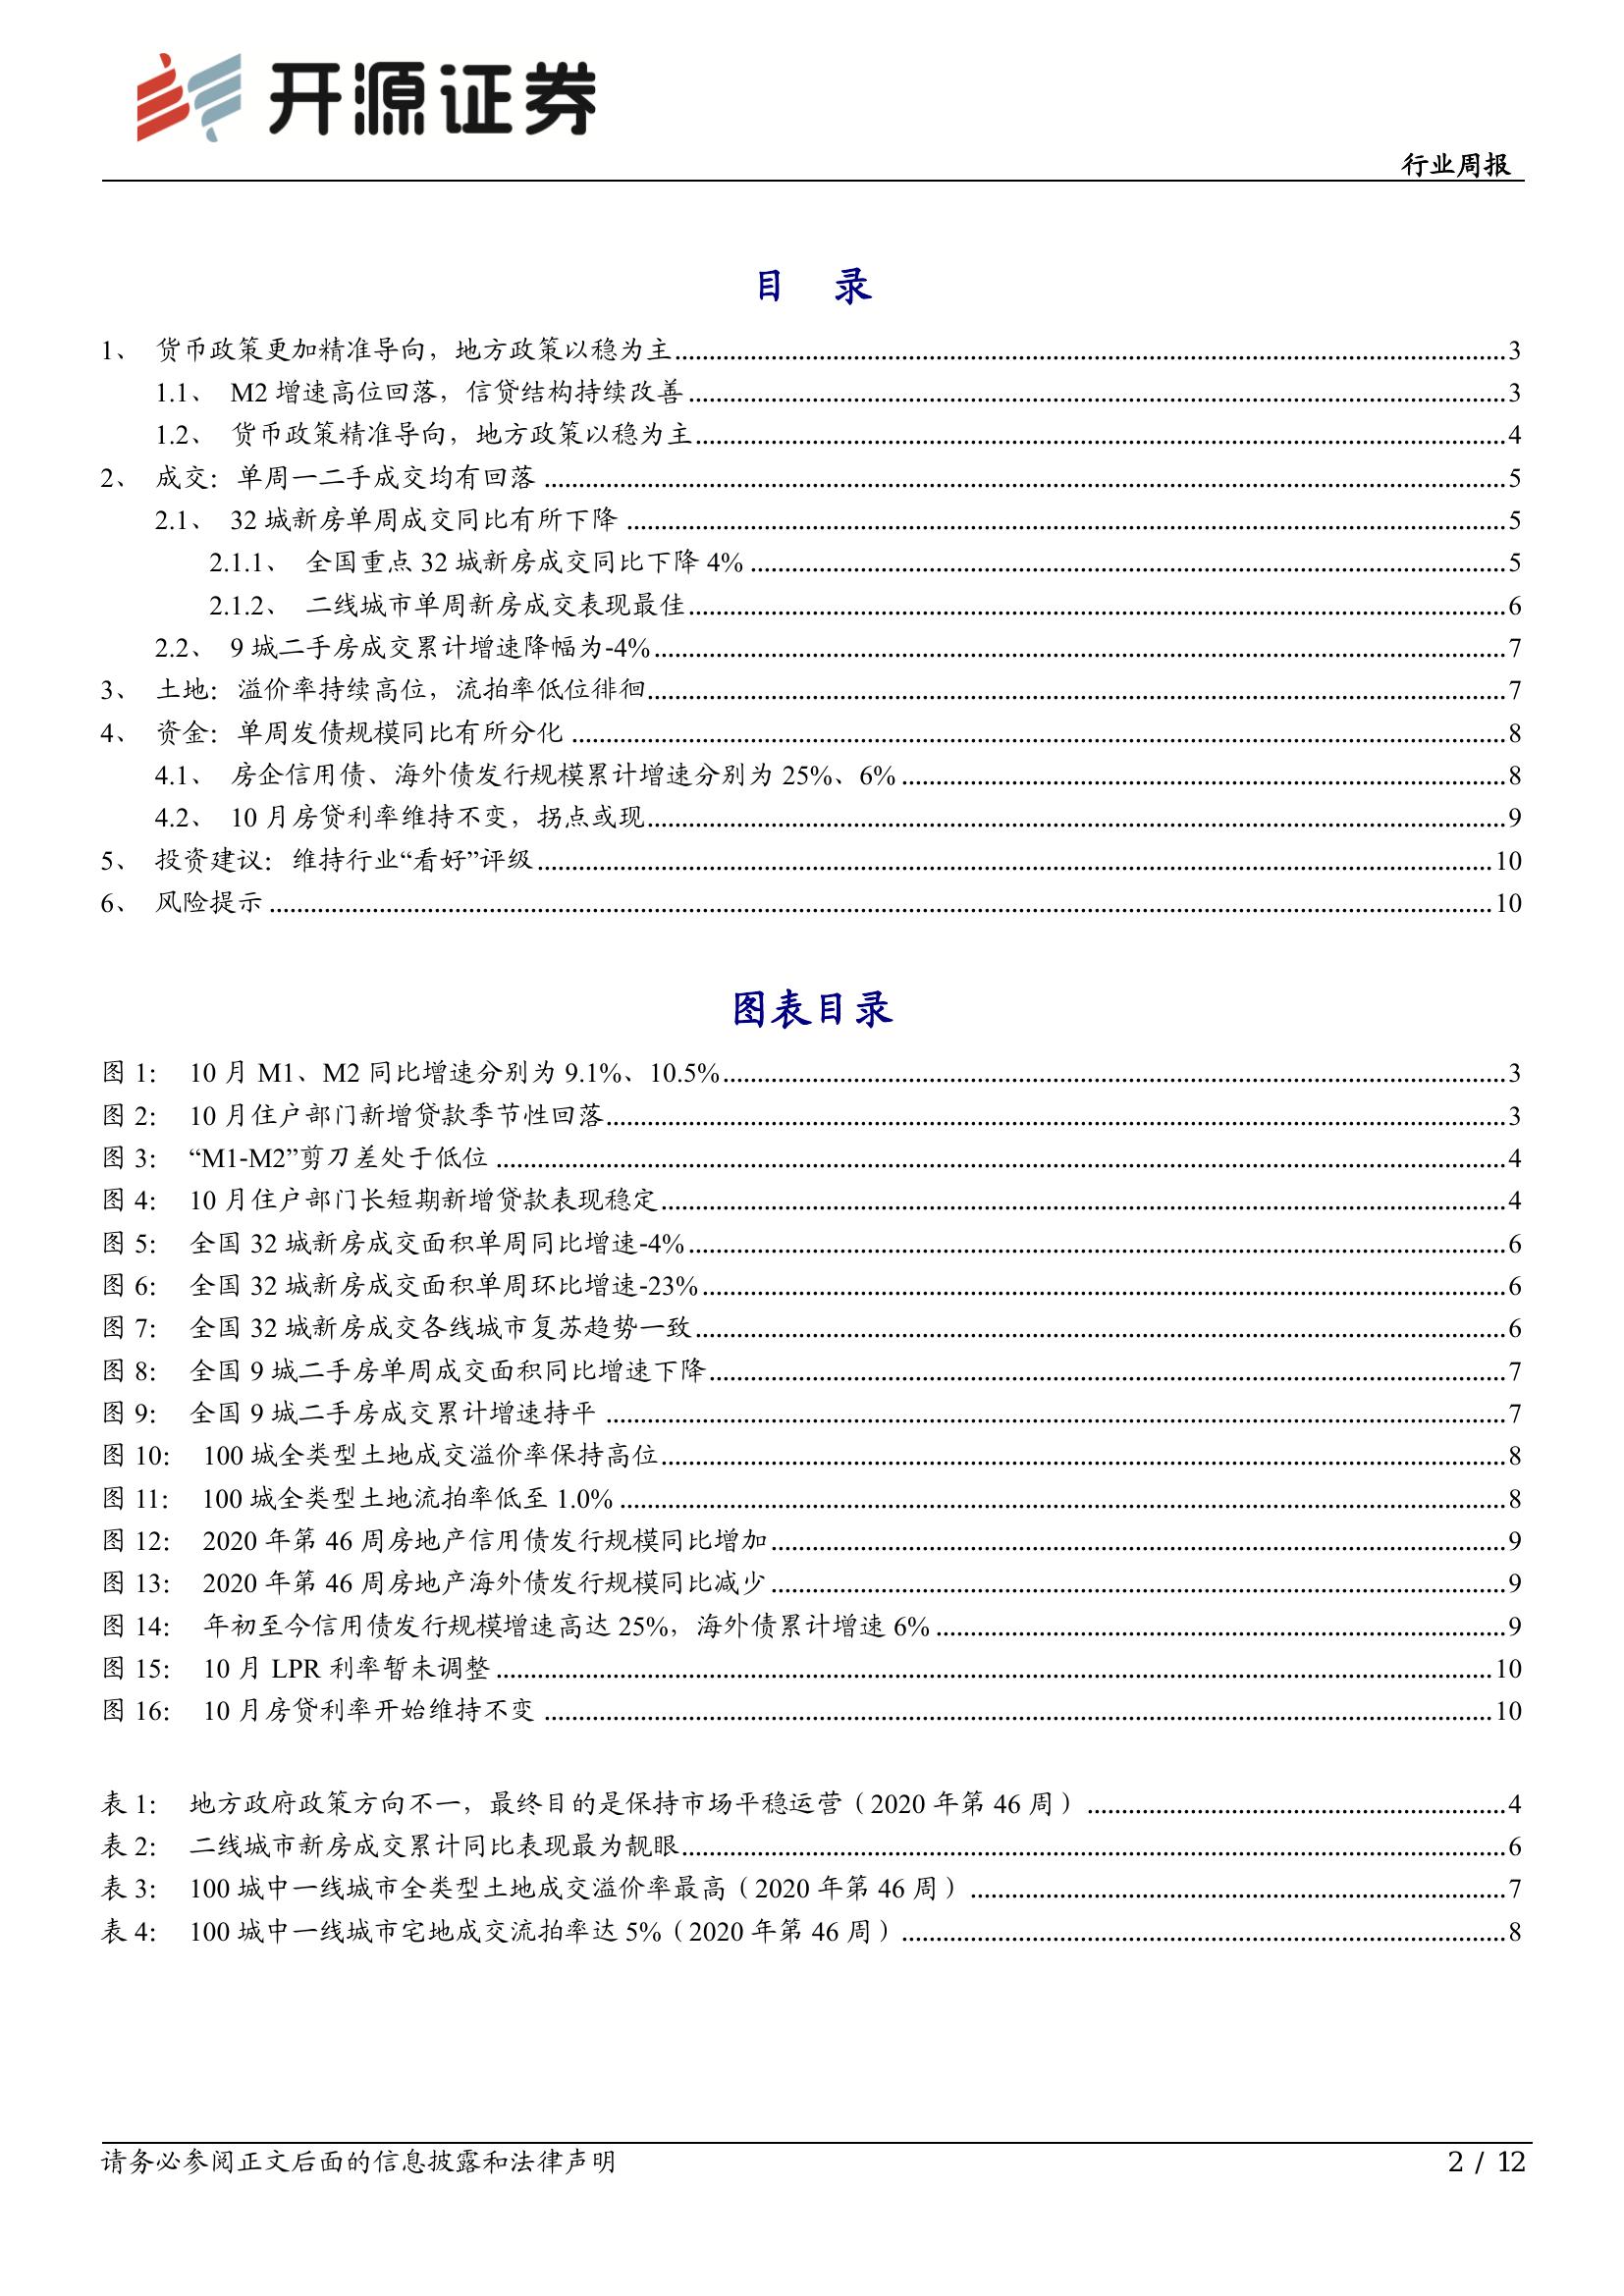 开源证券
行业周报
目 录
1、 货币政策更加精准导向，地方政策以稳为主 3
1.1、 M2 增速高位回落，信贷结构持续改善 3
1.2、 货币政策精准导向，地方政策以稳为主 4
2、 成交：单周一二手成交均有回落 5
2.1、 32 城新房单周成交同比有所下降 5
2.1.1、 全国重点 32 城新房成交同比下降 4% 5
2.1.2、 二线城市单周新房成交表现最佳 6
2.2、 9 城二手房成交累计增速降幅为-4% 7
3、 土地：溢价率持续高位，流拍率低位徘徊 7
4、 资金：单周发债规模同比有所分化 8
4.1、 房企信用债、海外债发行规模累计增速分别为 25%、6% 8
4.2、 10 月房贷利率维持不变，拐点或现 9
5、 投资建议：维持行业“看好”评级 10
6、 风险提示 10
图表目录
图 1： 10 月 M1、M2 同比增速分别为 9.1%、10.5% 3
图 2： 10 月住户部门新增贷款季节性回落 3
图 3： “M1-M2”剪刀差处于低位 4
图 4： 10 月住户部门长短期新增贷款表现稳定 4
图 5： 全国 32 城新房成交面积单周同比增速-4% 6
图 6： 全国 32 城新房成交面积单周环比增速-23% 6
图 7： 全国 32 城新房成交各线城市复苏趋势一致 6
图 8： 全国 9 城二手房单周成交面积同比增速下降 7
图 9： 全国 9 城二手房成交累计增速持平 7
图 10： 100 城全类型土地成交溢价率保持高位 8
图 11： 100 城全类型土地流拍率低至 1.0% 8
图 12： 2020 年第 46 周房地产信用债发行规模同比增加 9
图 13： 2020 年第 46 周房地产海外债发行规模同比减少 9
图 14： 年初至今信用债发行规模增速高达 25%，海外债累计增速 6% 9
图 15： 10 月 LPR 利率暂未调整 10
图 16： 10 月房贷利率开始维持不变 10
表 1： 地方政府政策方向不一，最终目的是保持市场平稳运营（2020 年第 46 周） 4
表 2： 二线城市新房成交累计同比表现最为靓眼 6
表 3： 100 城中一线城市全类型土地成交溢价率最高（2020 年第 46 周） 7
表 4： 100 城中一线城市宅地成交流拍率达 5%（2020 年第 46 周） 8
请务必参阅正文后面的信息披露和法律声明 2 / 12